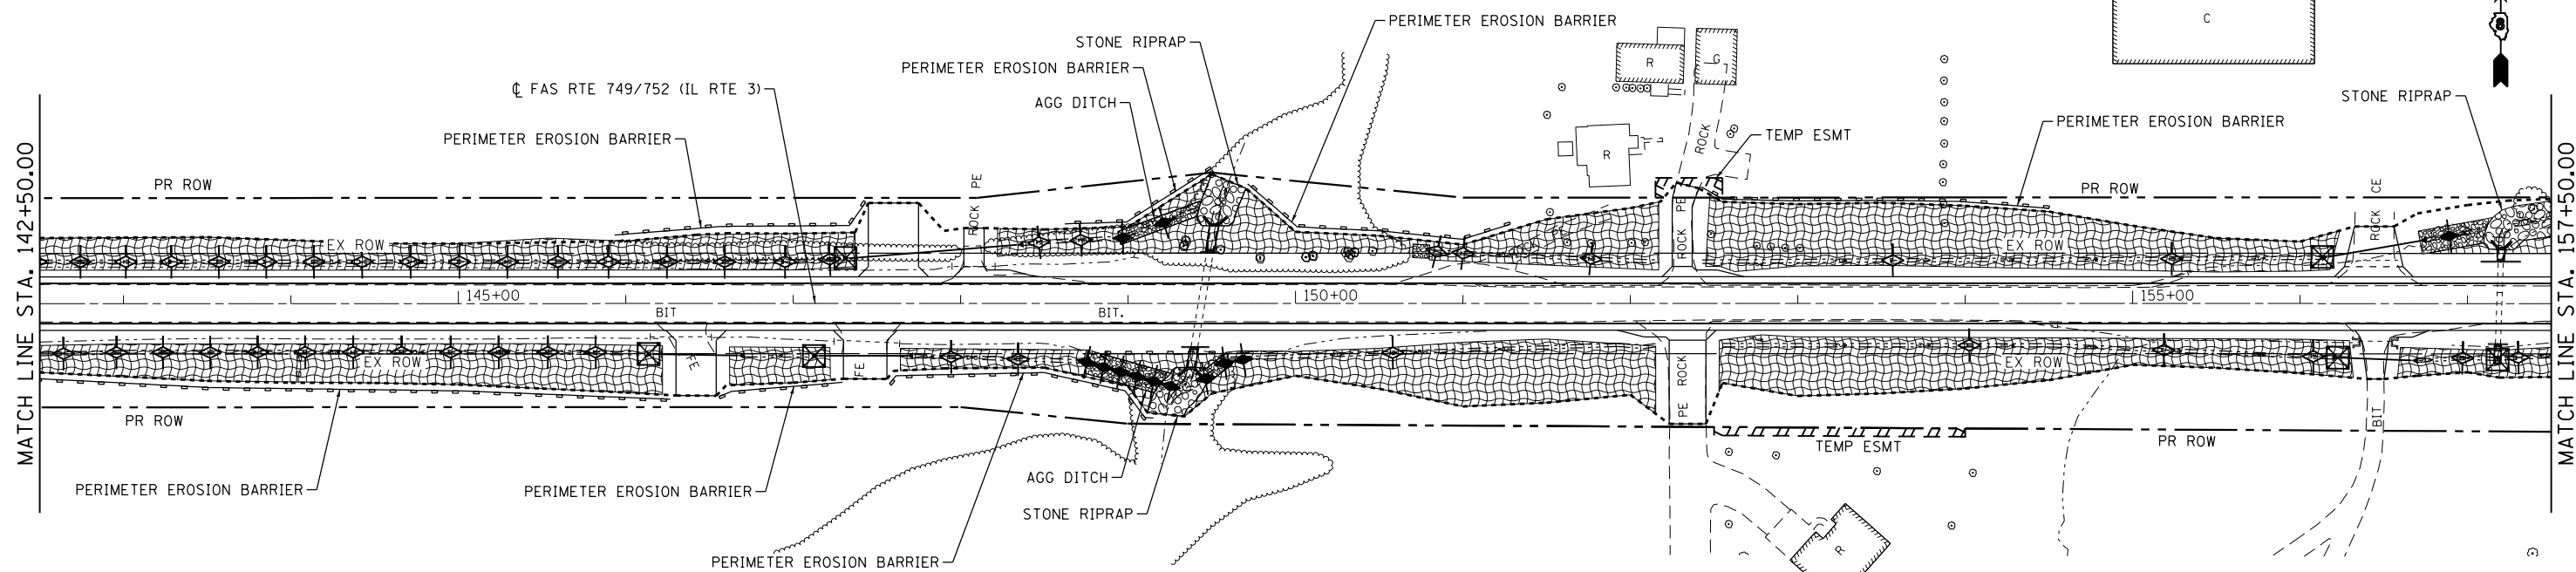 PERIMETER EROSION BARRIER
STONE RIPRAP
PERIMETER EROSION BARRIER
℄ FAS RTE 749/752 (IL RTE 3)
AGG DITCH
PERIMETER EROSION BARRIER
C
R
G
STONE RIPRAP
PERIMETER EROSION BARRIER
TEMP ESMT
ROCK
R
MATCH LINE STA. 142+50.00
PR ROW
ROCK PE
PR ROW
ROCK CE
MATCH LINE STA. 157+50.00
EX ROW
ROCK PE
EX ROW
145+00
150+00
155+00
BIT
BIT.
EX ROW
FE
FE
PE ROCK
EX ROW
PR ROW
BIT
TEMP ESMT
PR ROW
PERIMETER EROSION BARRIER
PERIMETER EROSION BARRIER
AGG DITCH
STONE RIPRAP
PERIMETER EROSION BARRIER
R